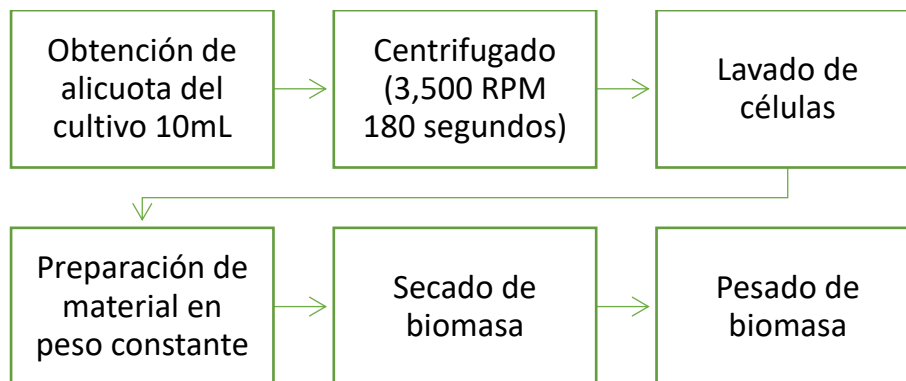 Obtención de
alicuota del
cultivo 10mL
Centrifugado
(3,500 RPM
180 segundos)
Lavado de
células
Preparación de
material en
peso constante
Secado de
biomasa
Pesado de
biomasa